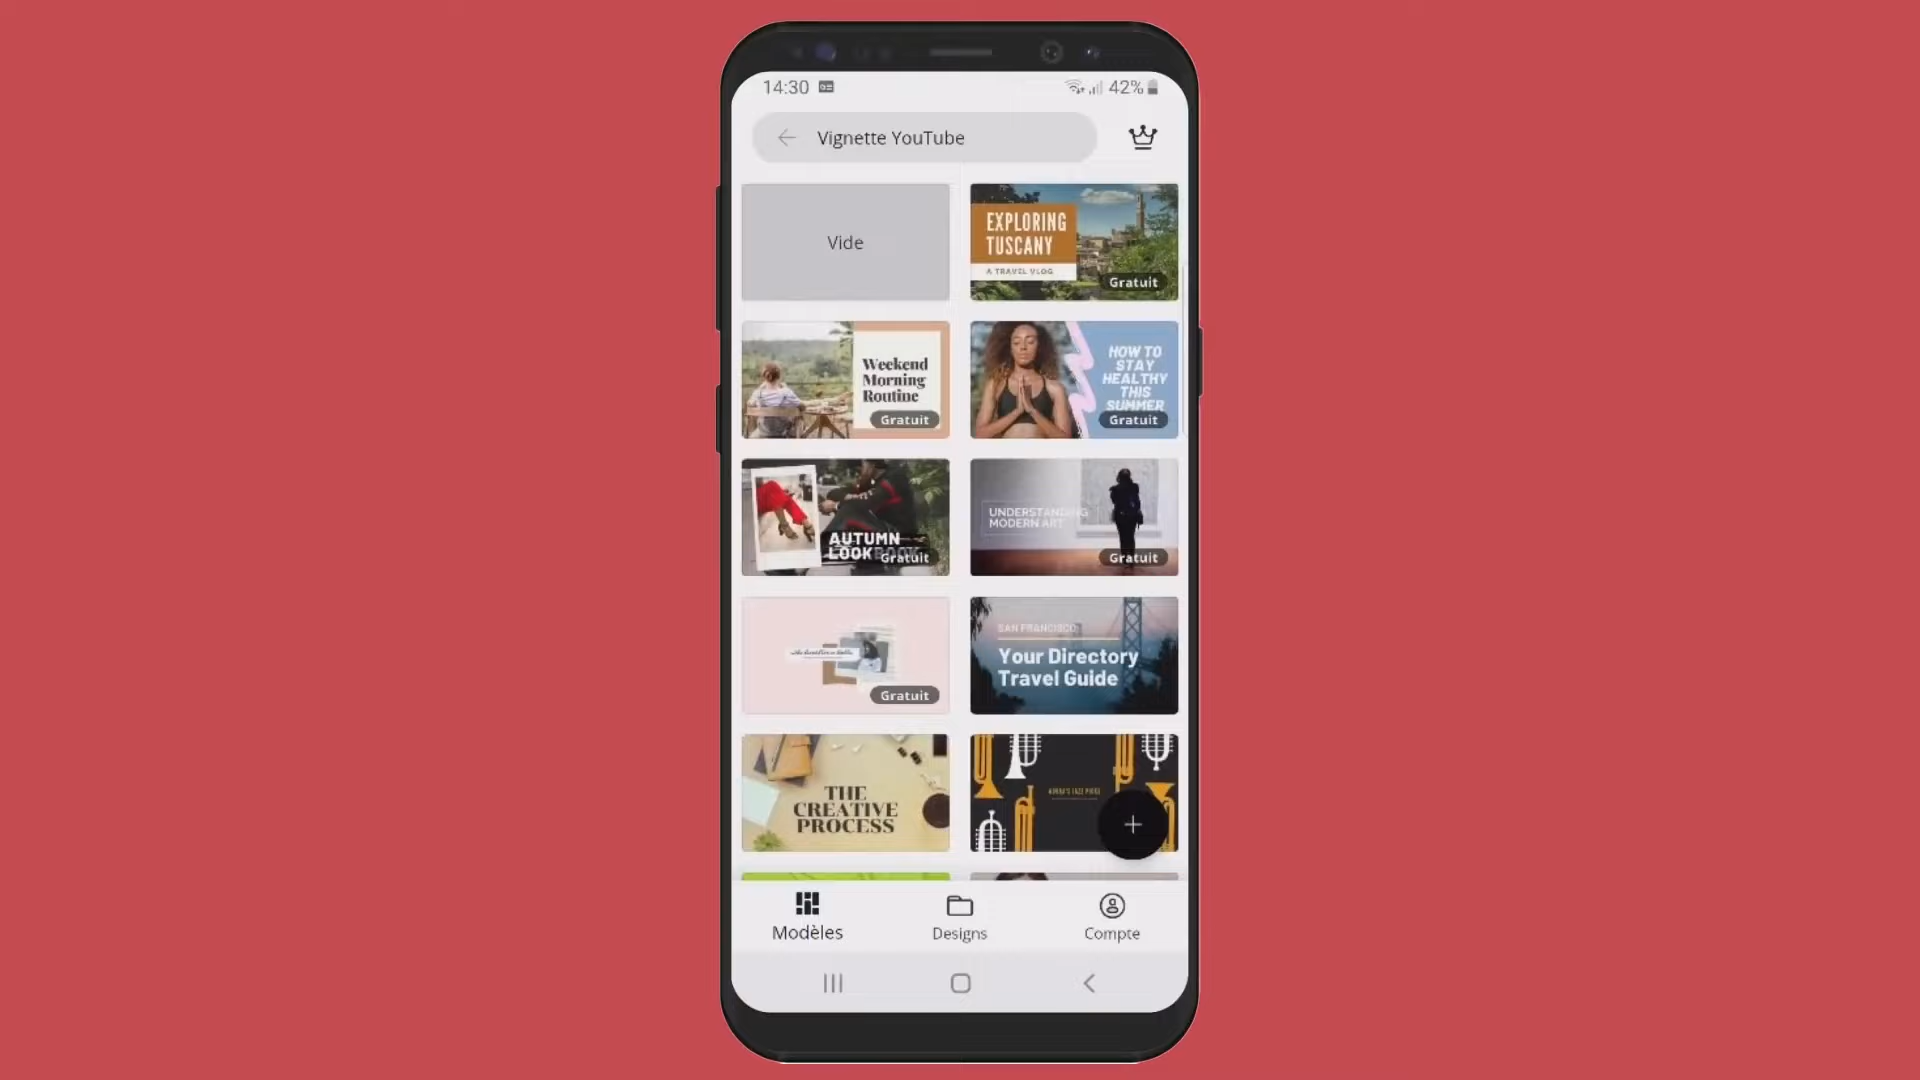 14:30
42%
Vignette YouTube
Vide
EXPLORING
TUSCANY
A TRAVEL VLOG
Gratuit
Weekend
Morning
Routine
Gratuit
HOW TO
STAY
HEALTHY
THIS
SUMMER
Gratuit
AUTUMN
LOOKBOOK
Gratuit
UNDERSTANDING
MODERN ART
Gratuit
Gratuit
SAN FRANCISCO
Your Directory
Travel Guide
THE
CREATIVE
PROCESS
Modèles
Designs
Compte